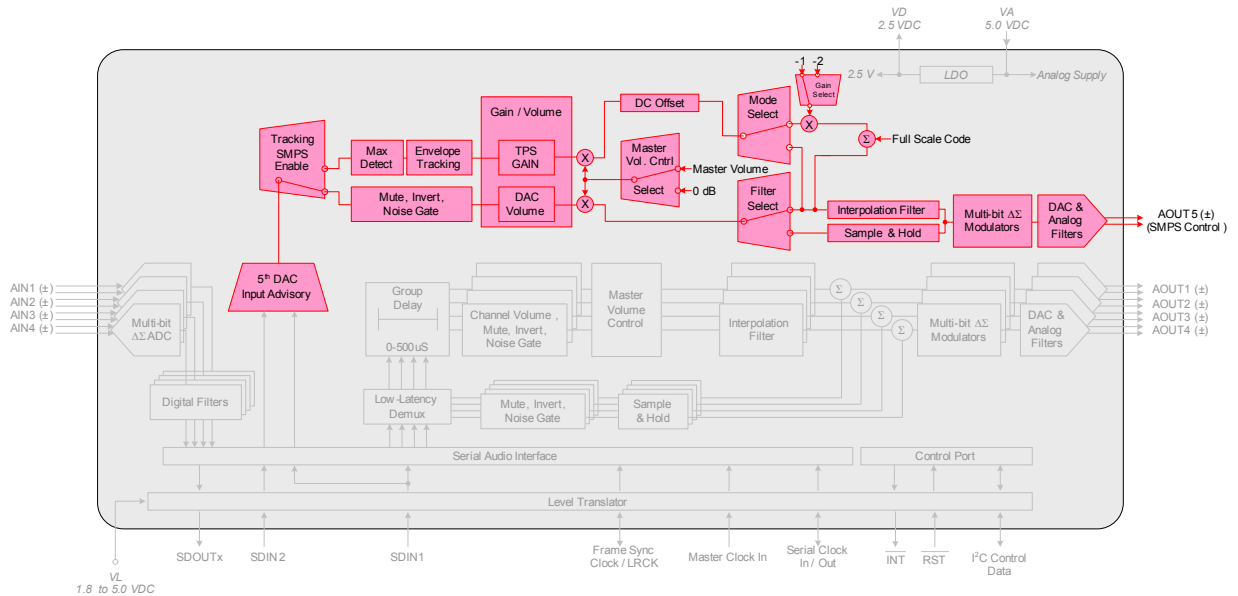 VD
2.5 VDC
VA
5.0 VDC
2.5 V
LDO
Analog Supply
-1 -2
Gain
Select
Tracking
SMPS
Enable
Max
Detect
Envelope
Tracking
Gain / Volume
TPS
GAIN
DAC
Volume
Mute, Invert,
Noise Gate
X
X
DC Offset
Master
Vol. Cntrl
Select
Master Volume
0 dB
Mode
Select
X
Σ
Full Scale Code
Filter
Select
Interpolation Filter
Sample & Hold
Multi-bit ΔΣ
Modulators
DAC &
Analog
Filters
AOUT5 (±)
(SMPS Control )
5th DAC
Input Advisory
AIN1 (±)
AIN2 (±)
AIN3 (±)
AIN4 (±)
Multi-bit
ΔΣ ADC
Digital Filters
Group
Delay
0-500uS
Channel Volume ,
Mute, Invert,
Noise Gate
Master
Volume
Control
Interpolation
Filter
Σ
Σ
Σ
Σ
Multi-bit ΔΣ
Modulators
DAC &
Analog
Filters
AOUT1 (±)
AOUT2 (±)
AOUT3 (±)
AOUT4 (±)
Low-Latency
Demux
Mute, Invert,
Noise Gate
Sample
& Hold
Serial Audio Interface
Control Port
Level Translator
VL
1.8 to 5.0 VDC
SDOUTx
SDIN2
SDIN1
Frame Sync
Clock / LRCK
Master Clock In
Serial Clock
In / Out
INT
RST
I²C Control
Data